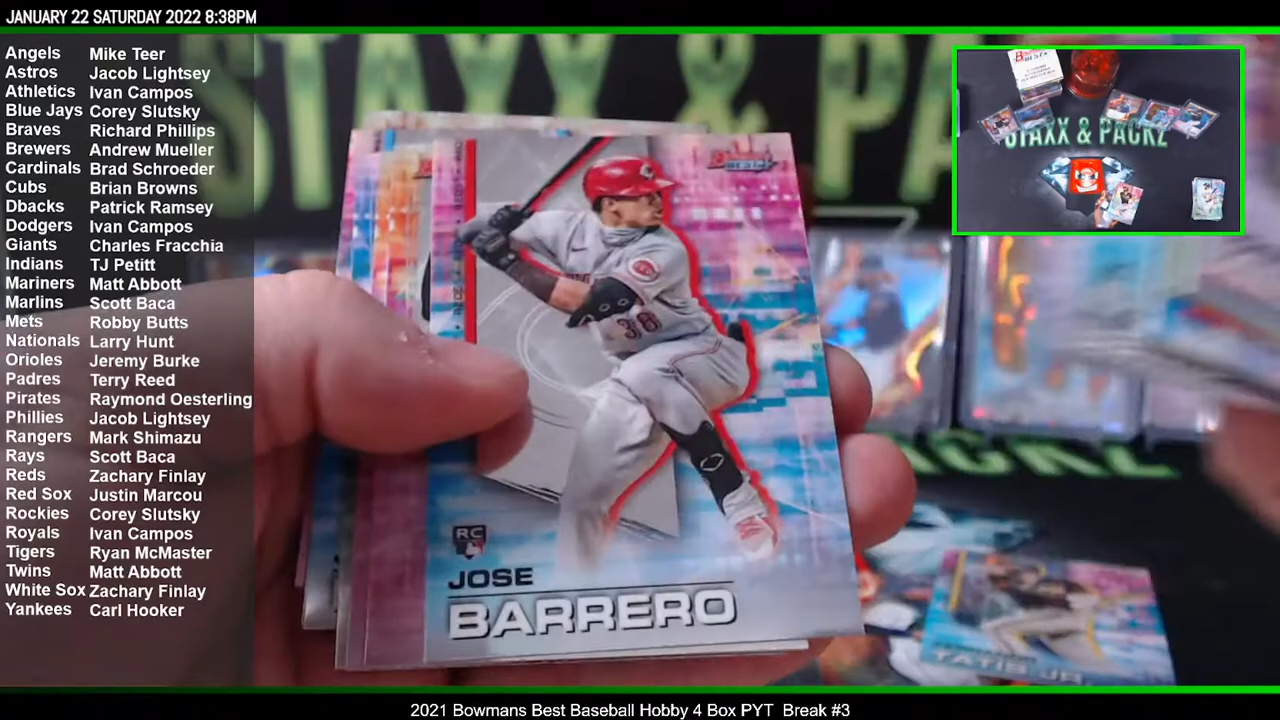 JANUARY 22 SATURDAY 2022 8:38PM
Angels Mike Teer
Astros Jacob Lightsey
Athletics Ivan Campos
Blue Jays Corey Slutsky
Braves Richard Phillips
Brewers Andrew Mueller
Cardinals Brad Schroeder
Cubs Brian Browns
Dbacks Patrick Ramsey
Dodgers Ivan Campos
Giants Charles Fracchia
Indians TJ Petitt
Mariners Matt Abbott
Marlins Scott Baca
Mets Robby Butts
Nationals Larry Hunt
Orioles Jeremy Burke
Padres Terry Reed
Pirates Raymond Oesterling
Phillies Jacob Lightsey
Rangers Mark Shimazu
Rays Scott Baca
Reds Zachary Finlay
Red Sox Justin Marcou
Rockies Corey Slutsky
Royals Ivan Campos
Tigers Ryan McMaster
Twins Matt Abbott
White Sox Zachary Finlay
Yankees Carl Hooker
STAXX & PACKZ
38
RC
JOSE
BARRERO
TATIS JR.
2021 Bowmans Best Baseball Hobby 4 Box PYT Break #3